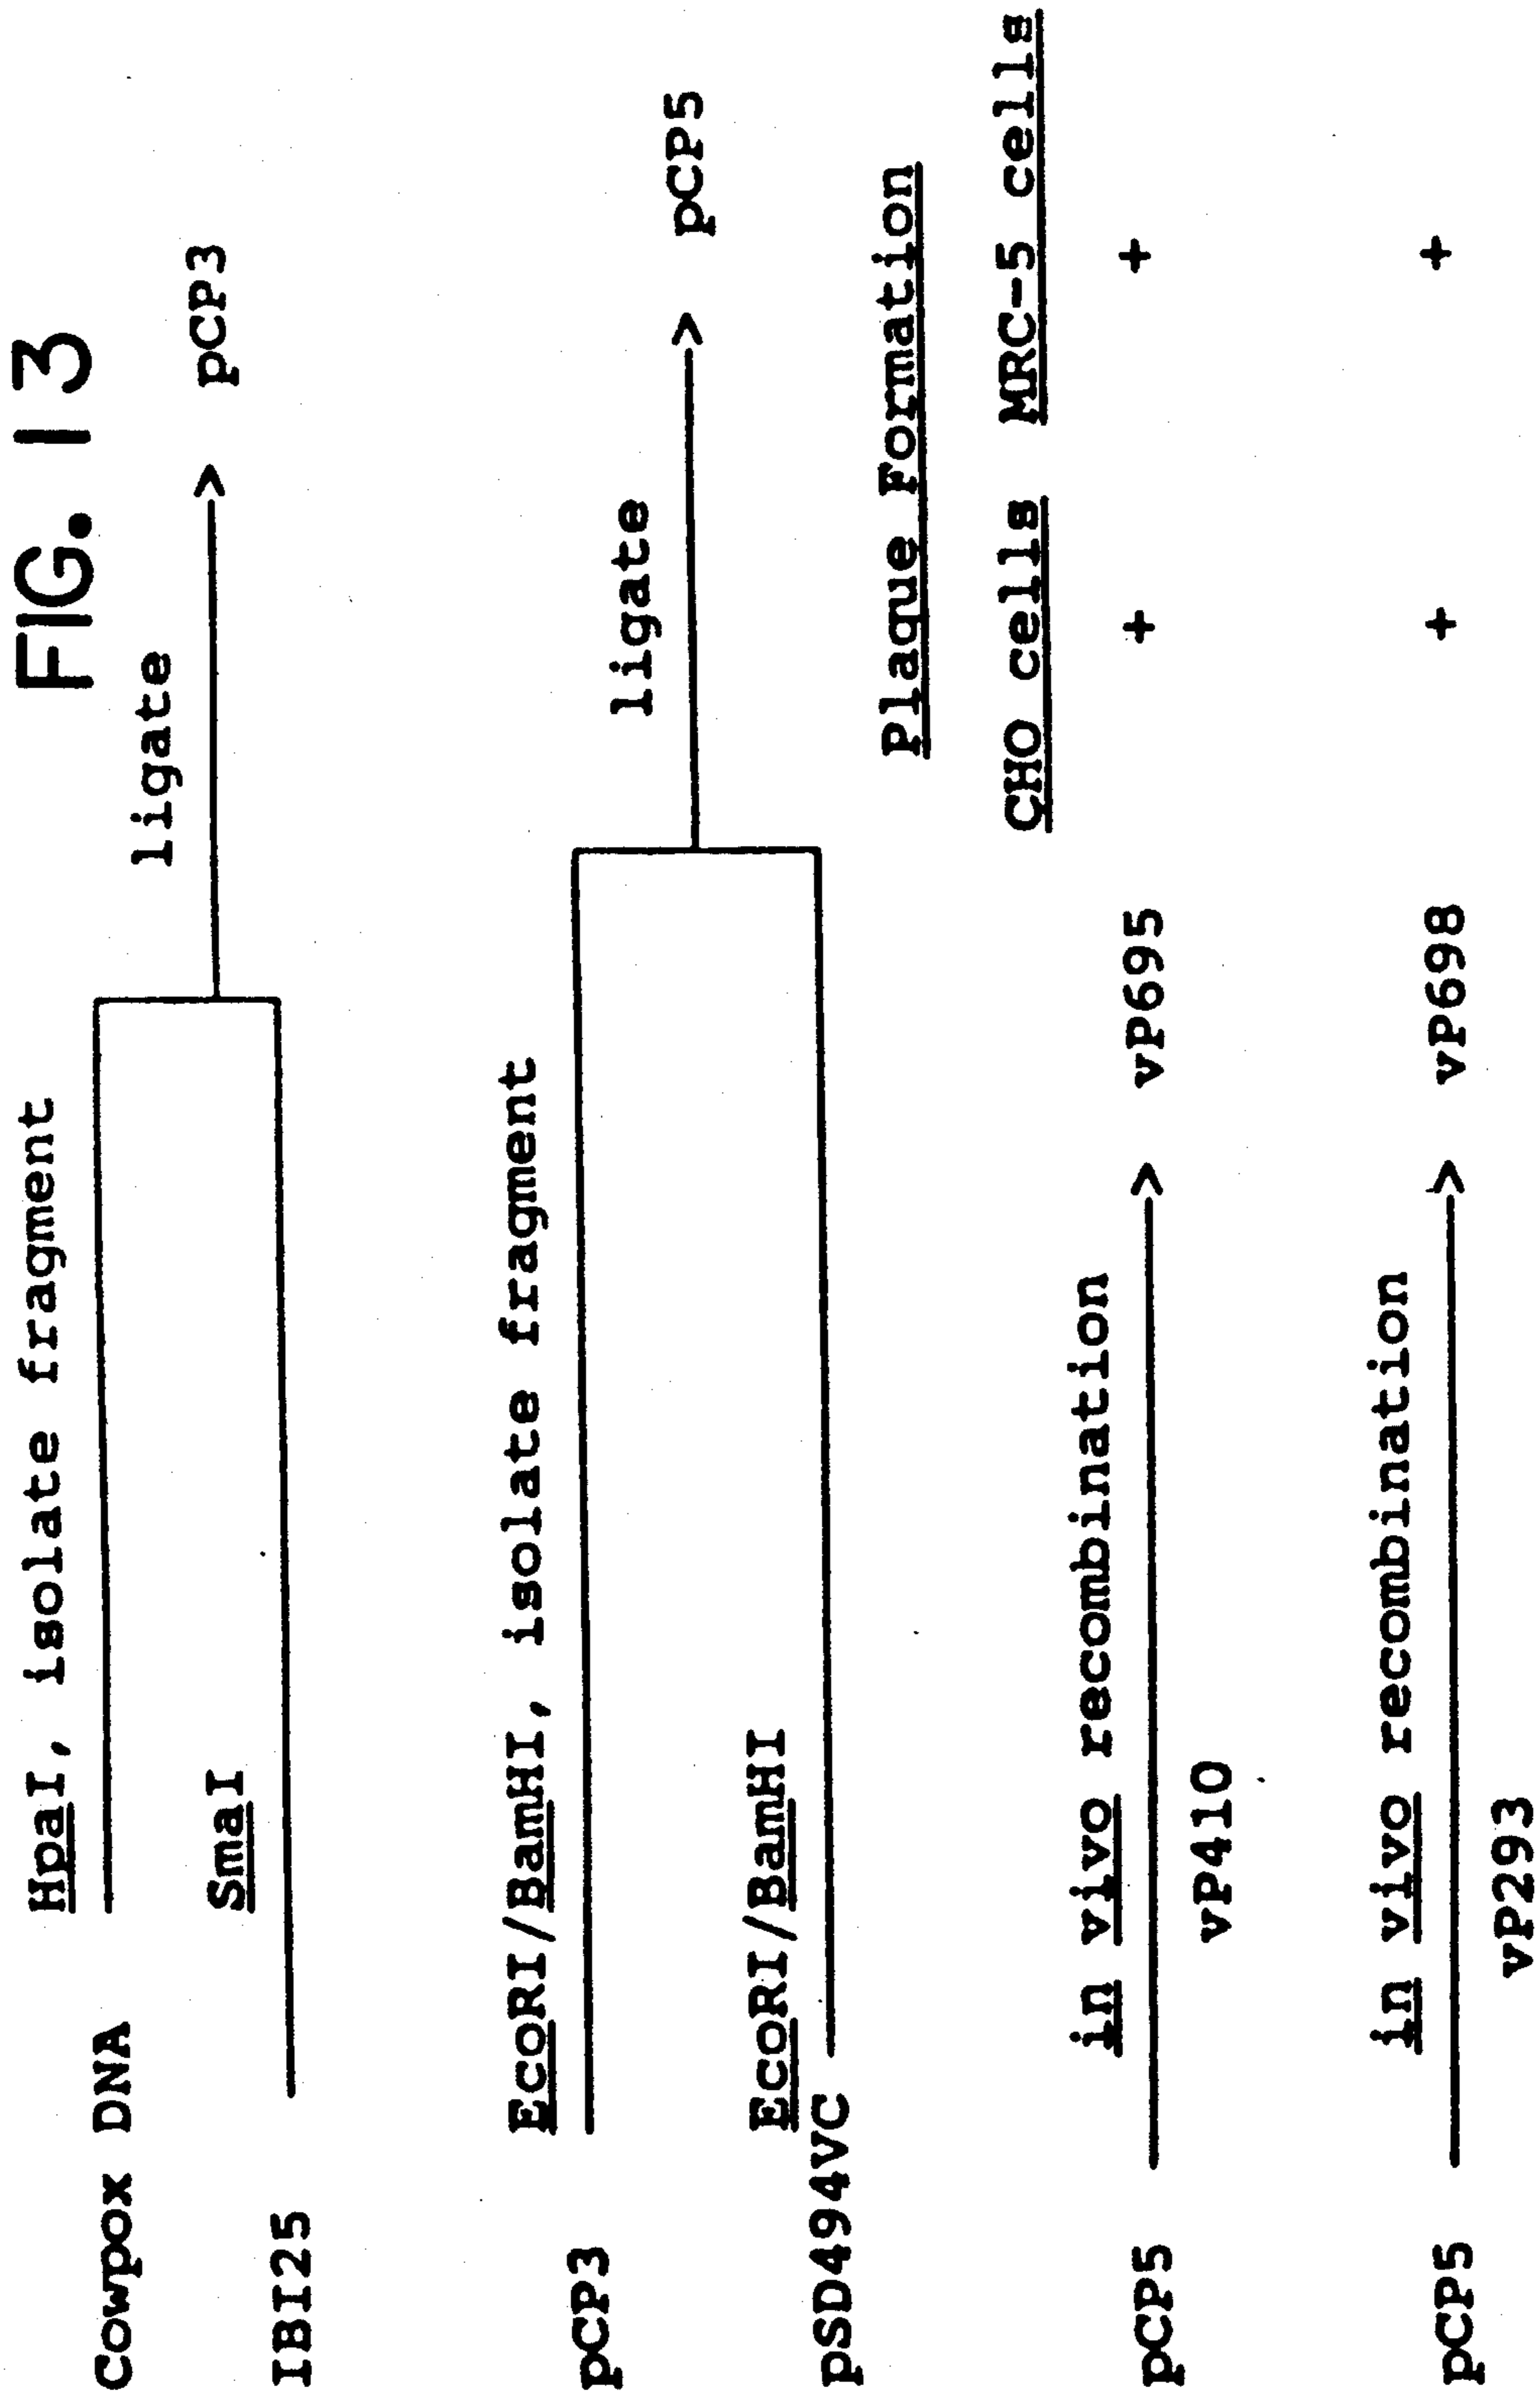 FIG. 13
HpaI, isolate fragment
Cowpox DNA
ligate
SmaI
> pCP3
IBI25
EcoRI/BamHI, isolate fragment
pCP3
ligate
> pCP5
EcoRI/BamHI
pSD494VC
Plaque Formation
CHO cells MRC-5 cells
in vivo recombination
pCP5 > vP695 + +
vP410
in vivo recombination
pCP5 > vP698 + +
vP293